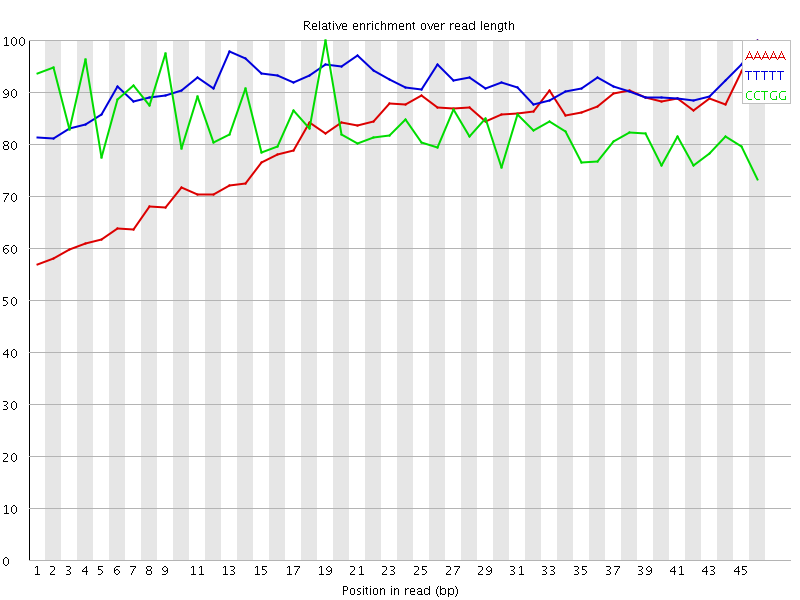 Relative enrichment over read length
100
90
80
70
60
50
40
30
20
10
0
AAAAA
TTTTT
CCTGG
1 2 3 4 5 6 7 8 9 11 13 15 17 19 21 23 25 27 29 31 33 35 37 39 41 43 45
Position in read (bp)